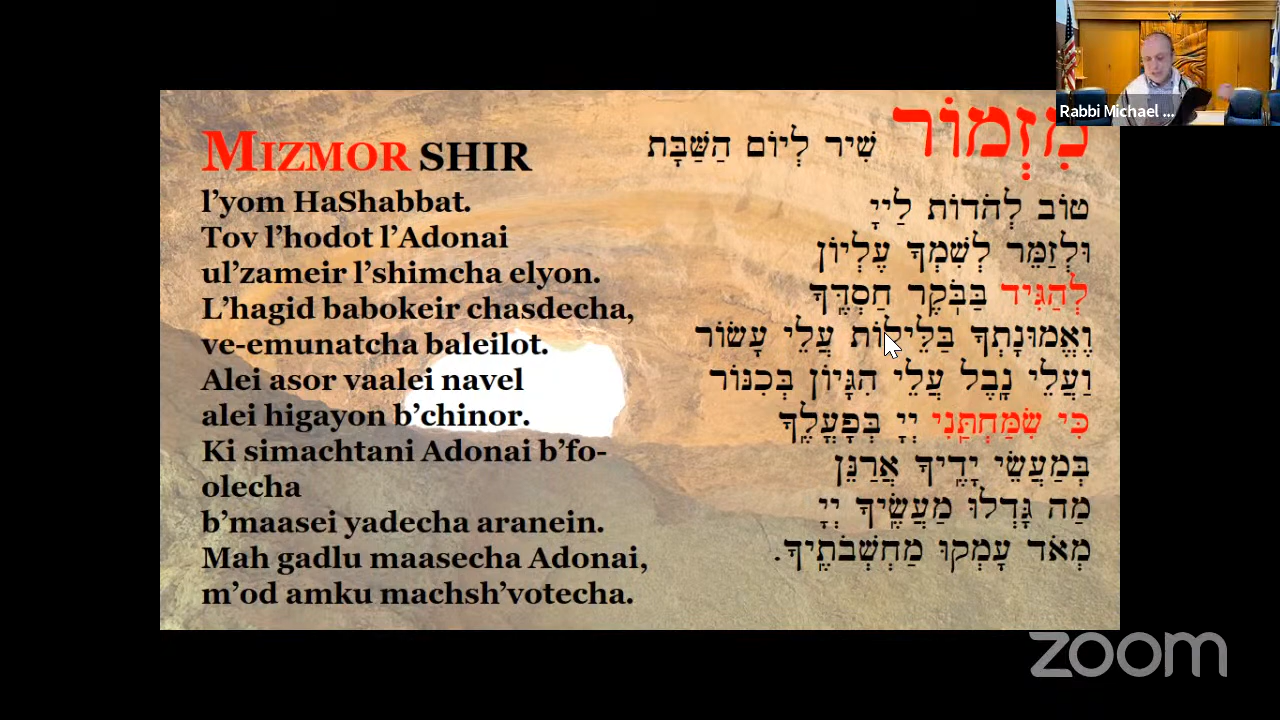 Rabbi Michael ...
MIZMOR SHIR
l’yom HaShabbat.
Tov l’hodot l’Adonai
ul’zameir l’shimcha elyon.
L’hagid babokeir chasdecha,
ve-emunatcha baleilot.
Alei asor vaalei navel
alei higayon b’chinor.
Ki simachtani Adonai b’fo-
olecha
b’maasei yadecha aranein.
Mah gadlu maasecha Adonai,
m’od amku machsh’votecha.
מִזְמוֹר שִׁיר לְיוֹם הַשַּׁבָּת
טוֹב לְהֹדוֹת לַייָ
וּלְזַמֵּר לְשִׁמְךָ עֶלְיוֹן
לְהַגִּיד בַּבֹּֽקֶר חַסְדֶּֽךָ
וֶאֱמוּנָתְךָ בַּלֵּילוֹת עֲלֵי עָשׂוֹר
וַעֲלֵי נָֽבֶל עֲלֵי הִגָּיוֹן בְּכִנּוֹר
כִּי שִׂמַּחְתַּֽנִי יְיָ בְּפָעֳלֶֽךָ
בְּמַעֲשֵׂי יָדֶֽיךָ אֲרַנֵּן
מַה גָּדְלוּ מַעֲשֶֽׂיךָ יְיָ
מְאֹד עָמְקוּ מַחְשְׁבֹתֶֽיךָ.
zoom